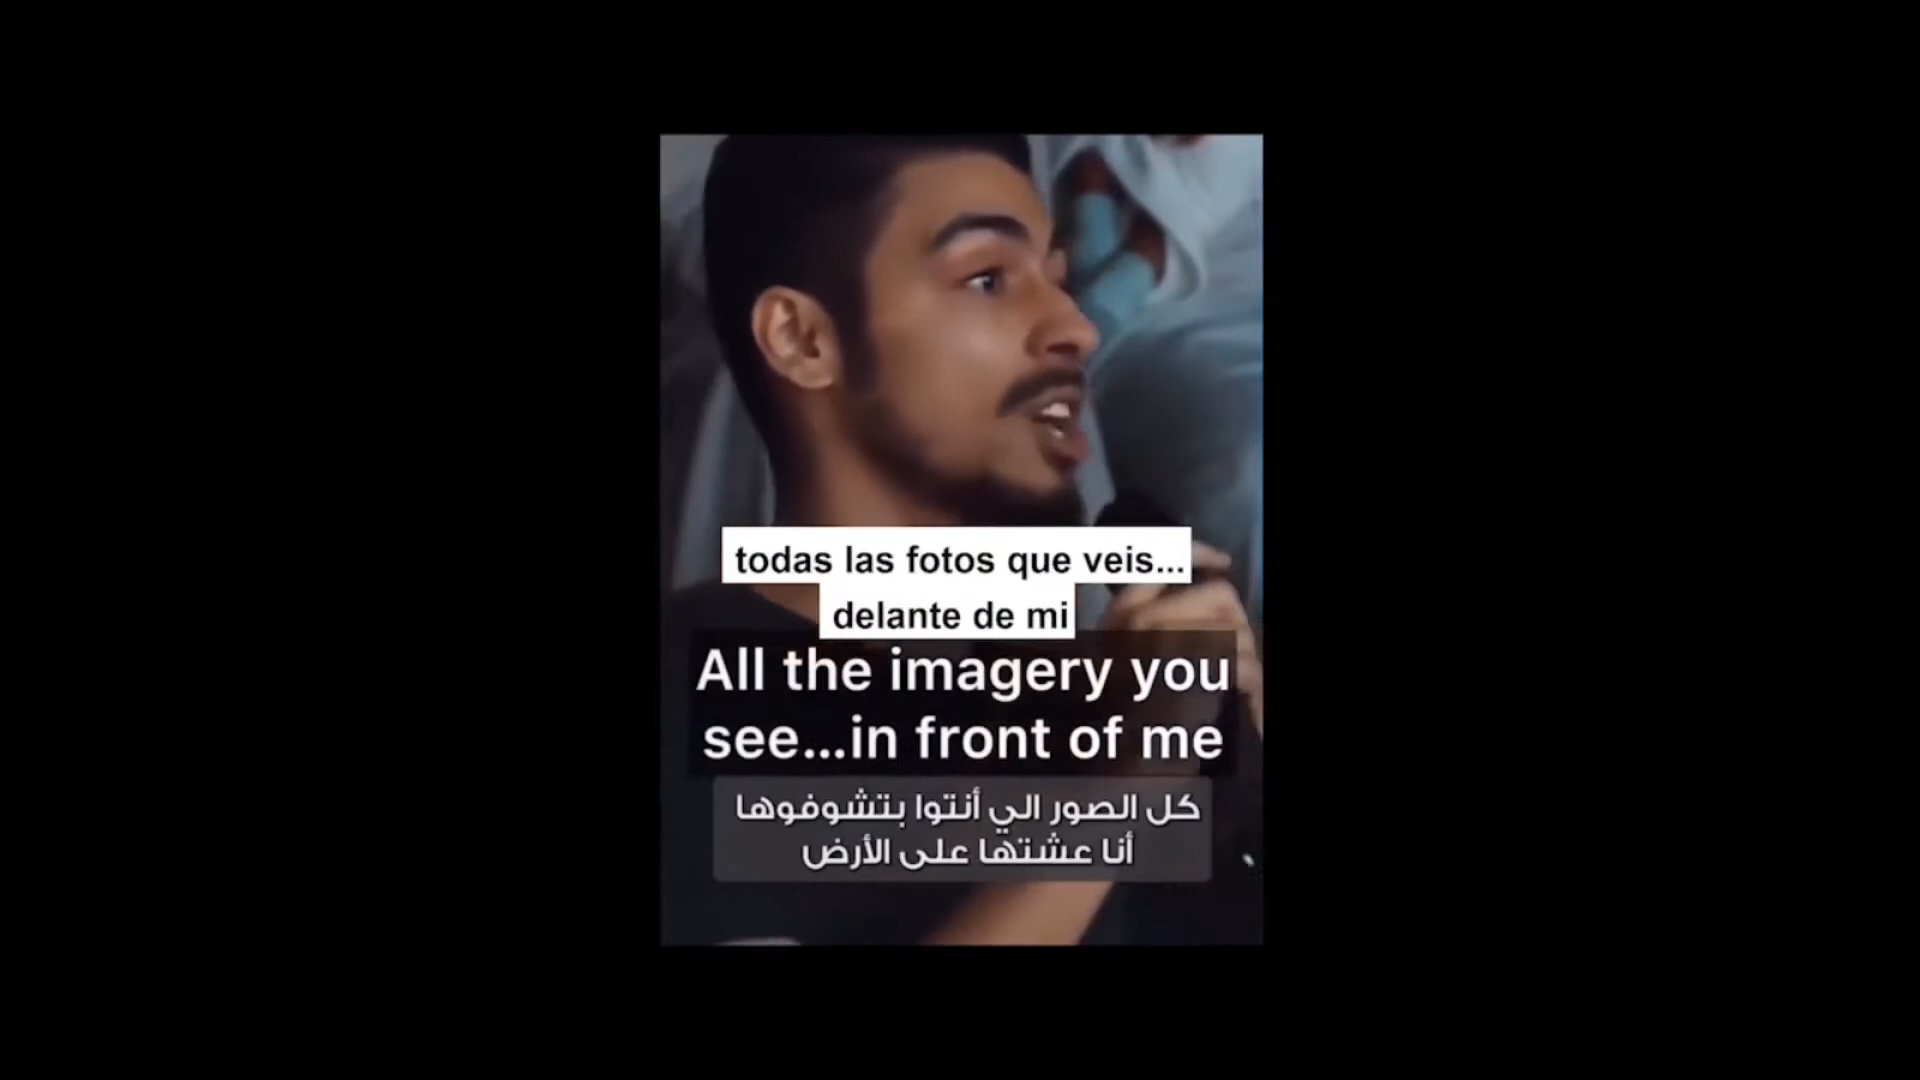 todas las fotos que veis...
delante de mi
All the imagery you
see...in front of me
كل الصور الي أنتوا بتشوفوها
أنا عشتها على الأرض